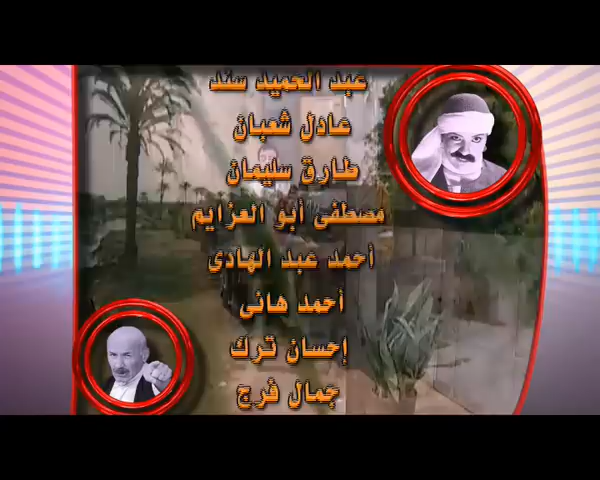 عبد الحميد سند
عادل شعبان
طارق سليمان
مصطفى أبو العزايم
أحمد عبد الهادى
أحمد هانى
إحسان ترك
جمال فرج